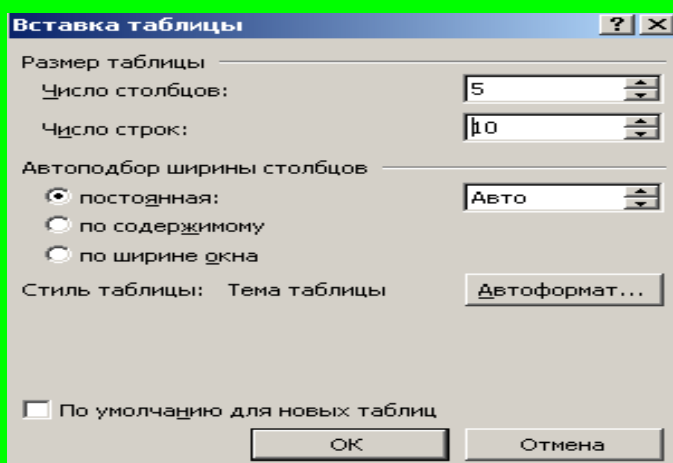 Вставка таблицы
Размер таблицы
Число столбцов: 5
Число строк: 10
Автоподбор ширины столбцов
постоянная: Авто
по содержимому
по ширине окна
Стиль таблицы: Тема таблицы Автоформат...
По умолчанию для новых таблиц
ОК Отмена